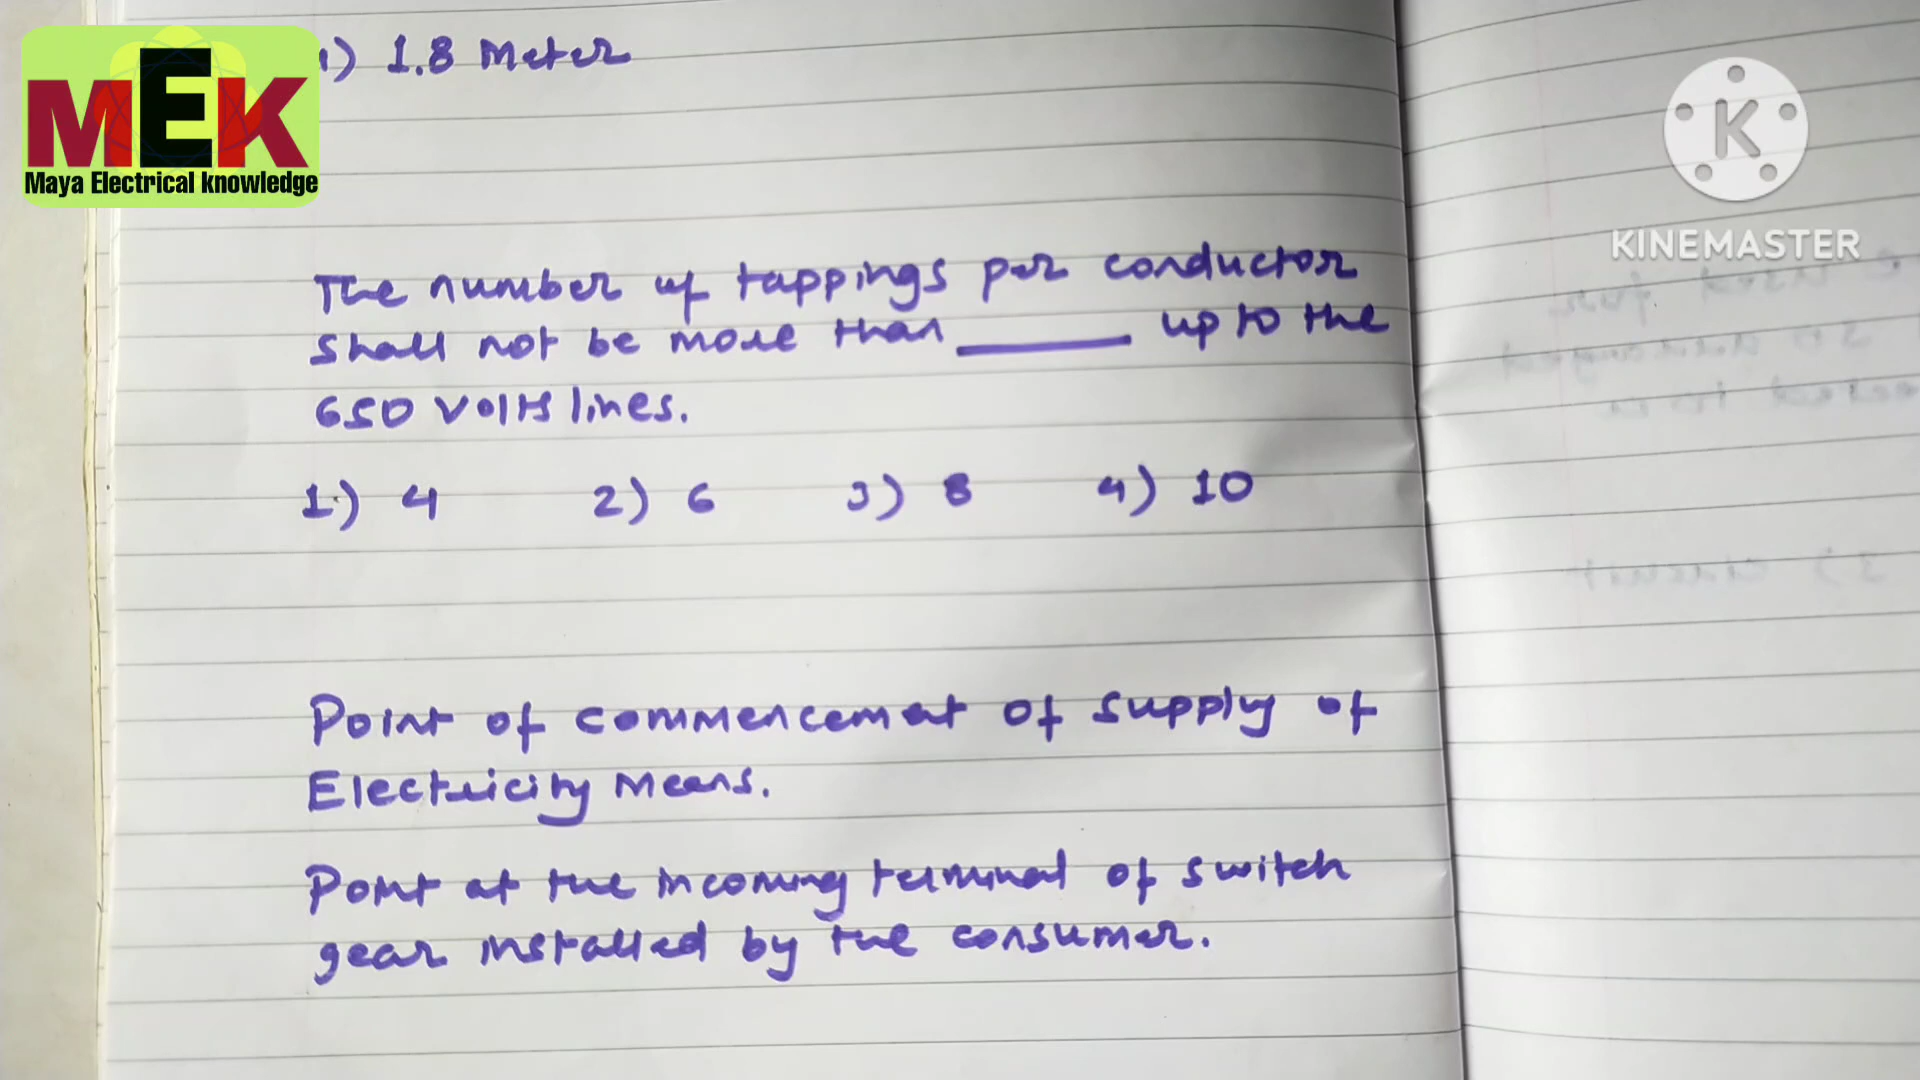 1.8 Meter
MEK
Maya Electrical knowledge
K
KINEMASTER
The number of tappings per conductor
shall not be more than ______ up to the
650 Volts lines.
1) 4 2) 6 3) 8 4) 10
Point of commencement of supply of
Electricity Means.
Point at the incoming terminal of switch
gear installed by the consumer.